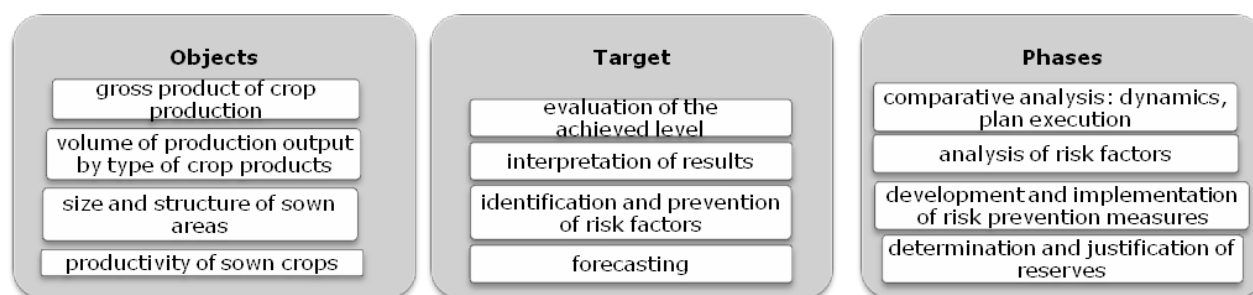 Objects
gross product of crop
production
volume of production output
by type of crop products
size and structure of sown
areas
productivity of sown crops
Target
evaluation of the
achieved level
interpretation of results
identification and prevention
of risk factors
forecasting
Phases
comparative analysis: dynamics,
plan execution
analysis of risk factors
development and implementation
of risk prevention measures
determination and justification of
reserves